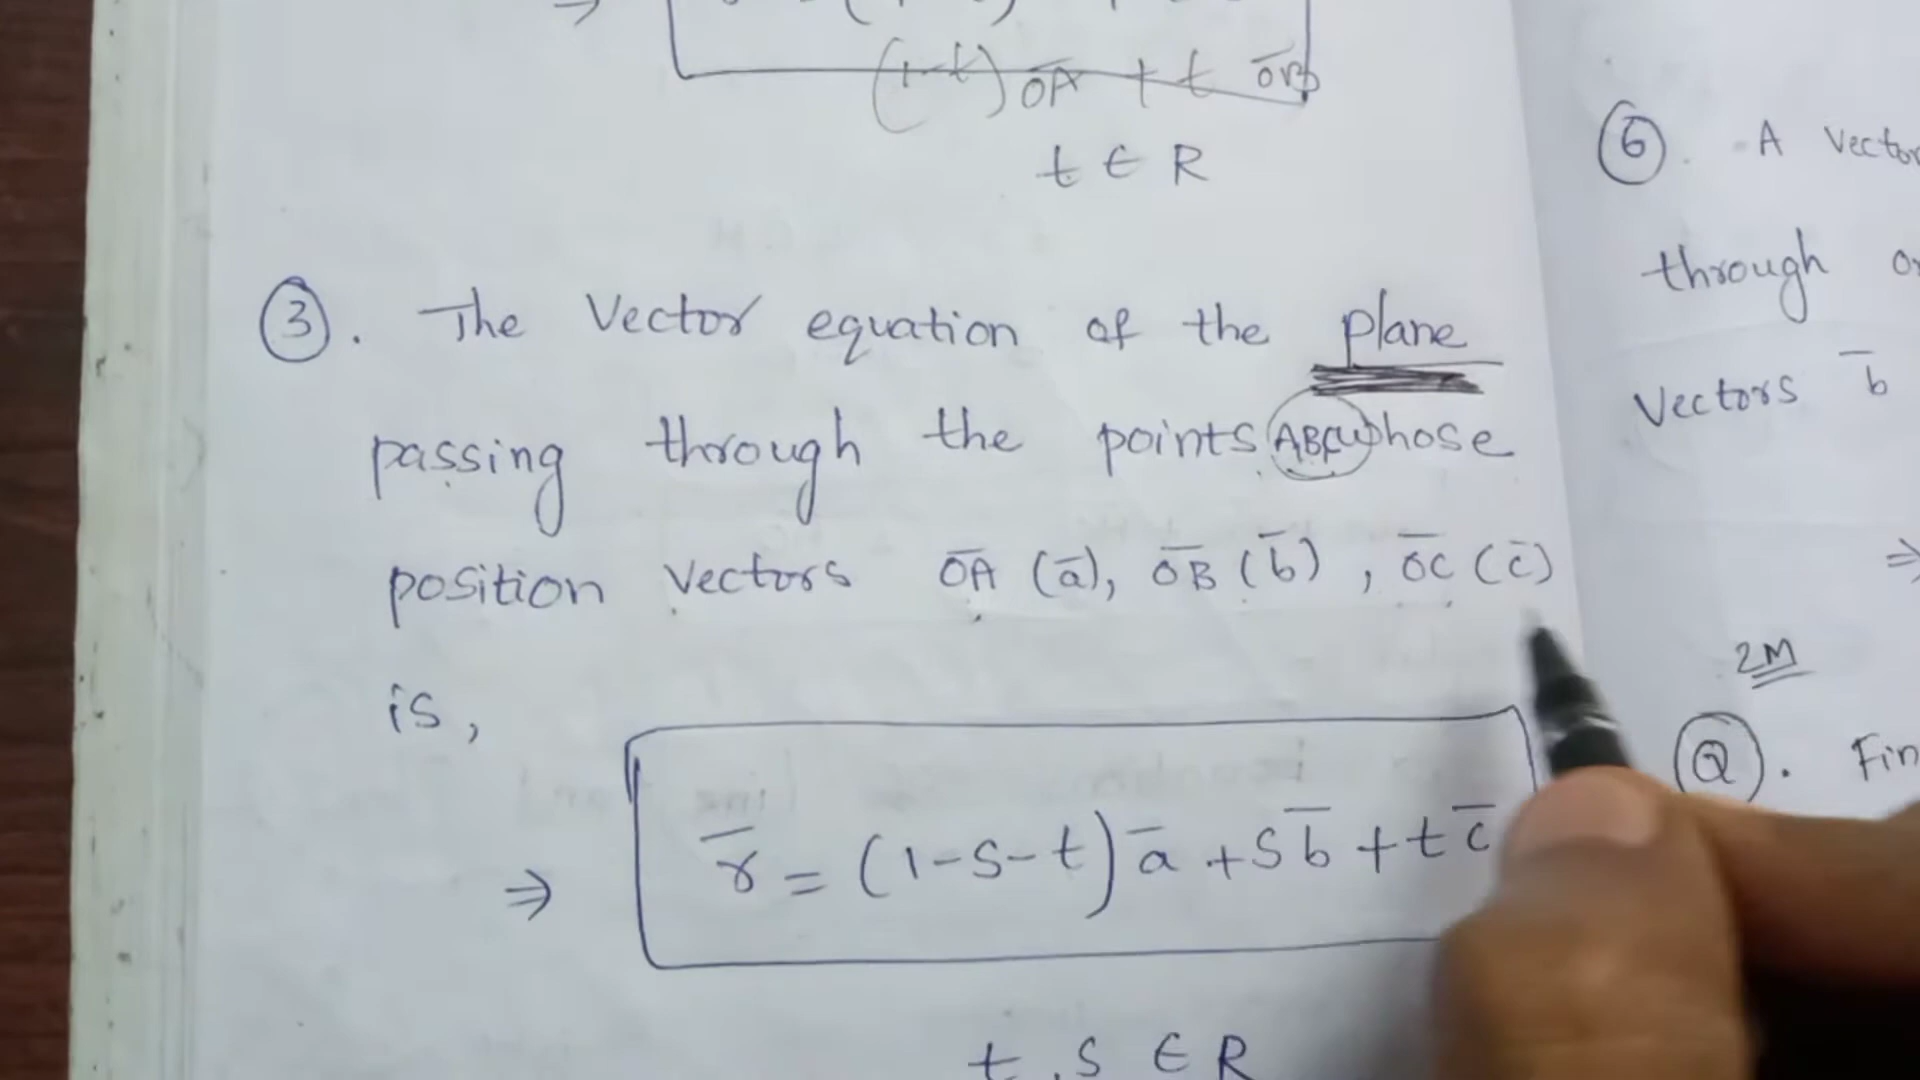 (1-t) OA̅ + t OB̅
t ∈ R
③. The Vector equation of the plane
passing through the points ABC whose
position vectors OA̅ (a̅), OB̅ (b̅), OC̅ (c̅)
is,
⇒ r̅ = (1-s-t) a̅ + s b̅ + t c̅
t, s ∈ R
⑥. A Vector
through
Vectors b̅
⇒
2M
Ⓠ. Fin